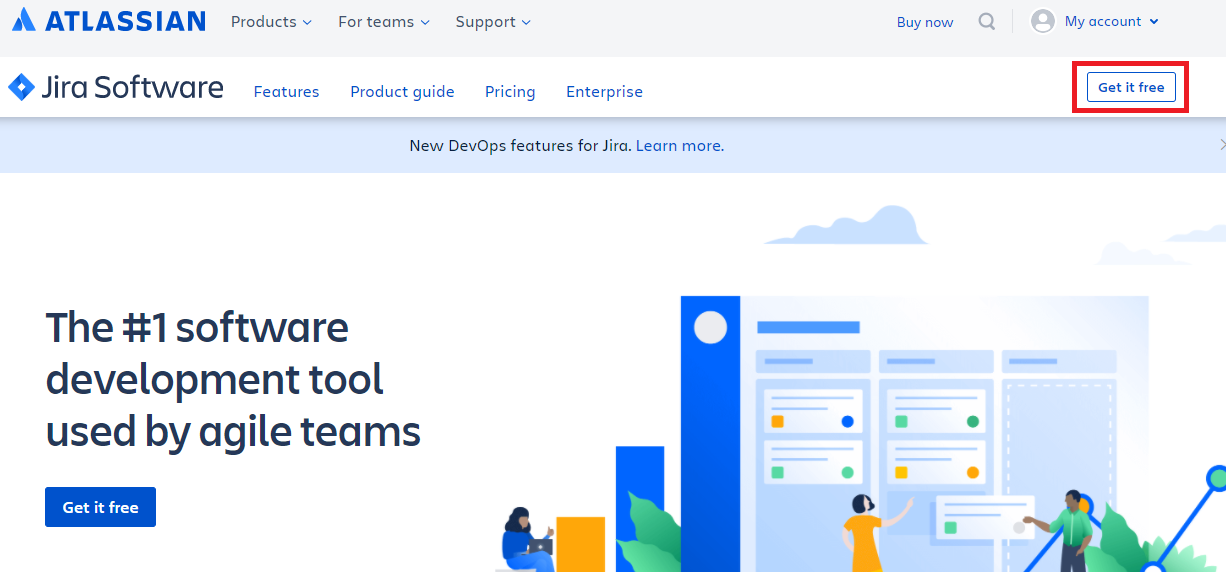 ATLASSIAN Products For teams Support Buy now My account
Jira Software Features Product guide Pricing Enterprise Get it free
New DevOps features for Jira. Learn more.
The #1 software
development tool
used by agile teams
Get it free